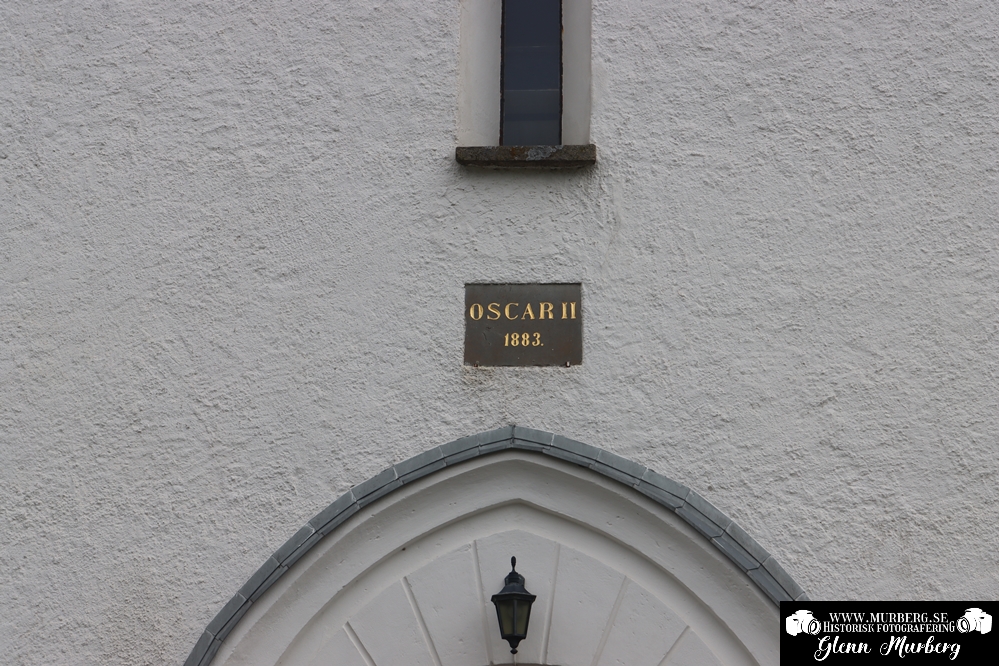 OSCAR II
1883.
WWW.MURBERG.SE
HISTORISK FOTOGRAFERING
Glenn Murberg